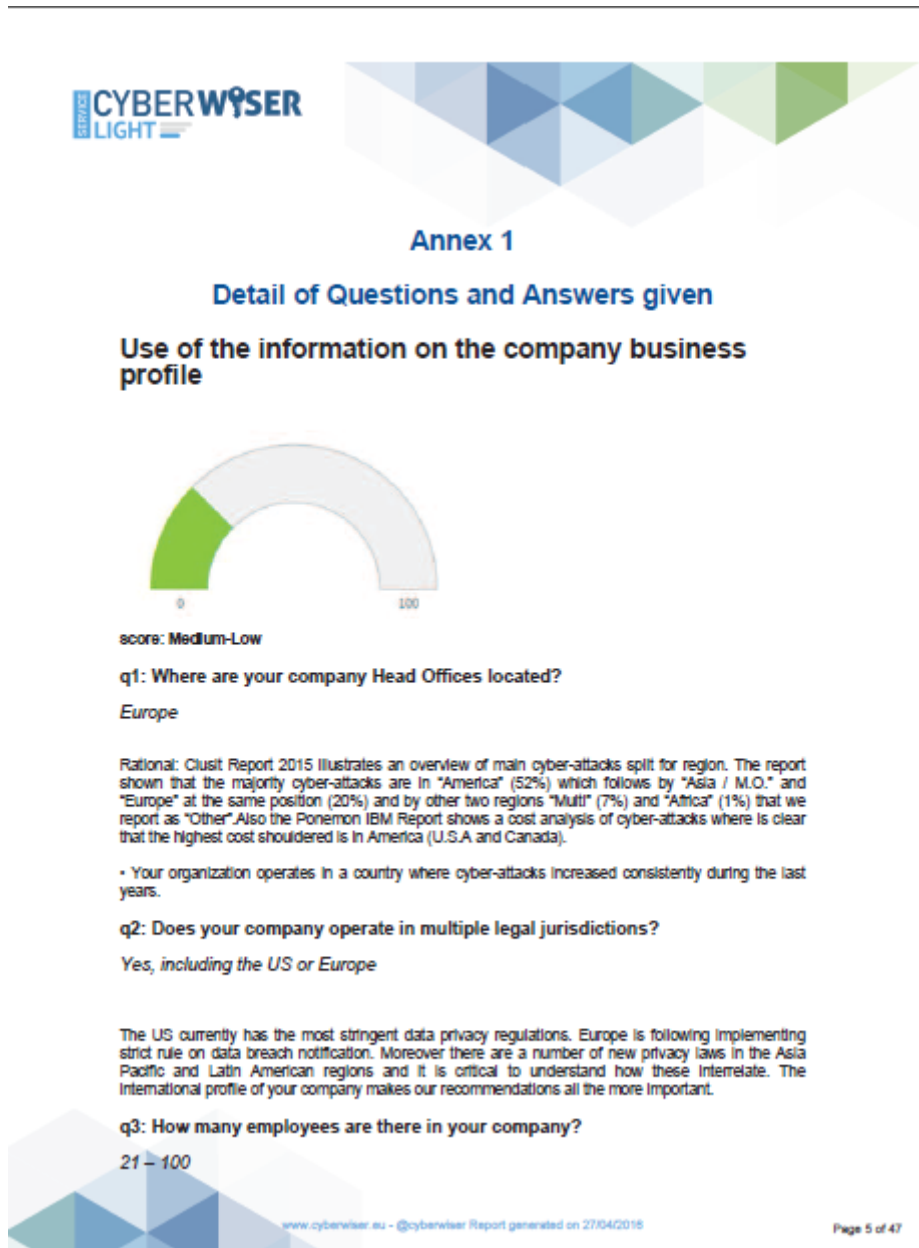 SERVICE
CYBERWISER
LIGHT
Annex 1
Detail of Questions and Answers given
Use of the information on the company business
profile
0
100
score: Medium-Low
q1: Where are your company Head Offices located?
Europe
Rational: Clusit Report 2015 illustrates an overview of main cyber-attacks split for region. The report
shown that the majority cyber-attacks are in "America" (52%) which follows by "Asia / M.O." and
"Europe" at the same position (20%) and by other two regions "Multi" (7%) and "Africa" (1%) that we
report as "Other".Also the Ponemon IBM Report shows a cost analysis of cyber-attacks where is clear
that the highest cost shouldered is in America (U.S.A and Canada).
• Your organization operates in a country where cyber-attacks increased consistently during the last
years.
q2: Does your company operate in multiple legal jurisdictions?
Yes, including the US or Europe
The US currently has the most stringent data privacy regulations. Europe is following implementing
strict rule on data breach notification. Moreover there are a number of new privacy laws in the Asia
Pacific and Latin American regions and it is critical to understand how these interrelate. The
international profile of your company makes our recommendations all the more important.
q3: How many employees are there in your company?
21 – 100
www.cyberwiser.eu - @cyberwiser Report generated on 27/04/2016
Page 5 of 47